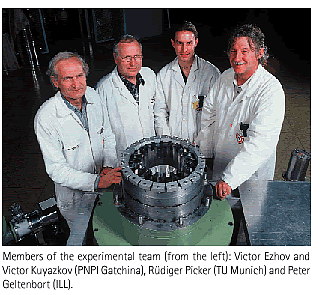 Members of the experimental team (from the left): Victor Ezhov and
Victor Kuyazkov (PNPI Gatchina), Rüdiger Picker (TU Munich) and Peter
Geltenbort (ILL).